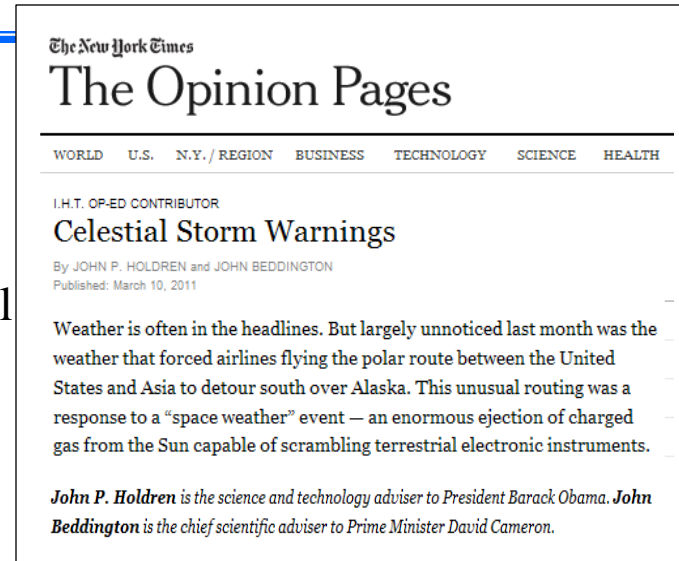 The New York Times
The Opinion Pages
WORLD U.S. N.Y. / REGION BUSINESS TECHNOLOGY SCIENCE HEALTH
I.H.T. OP-ED CONTRIBUTOR
Celestial Storm Warnings
By JOHN P. HOLDREN and JOHN BEDDINGTON
Published: March 10, 2011
Weather is often in the headlines. But largely unnoticed last month was the
weather that forced airlines flying the polar route between the United
States and Asia to detour south over Alaska. This unusual routing was a
response to a “space weather” event — an enormous ejection of charged
gas from the Sun capable of scrambling terrestrial electronic instruments.
John P. Holdren is the science and technology adviser to President Barack Obama. John
Beddington is the chief scientific adviser to Prime Minister David Cameron.